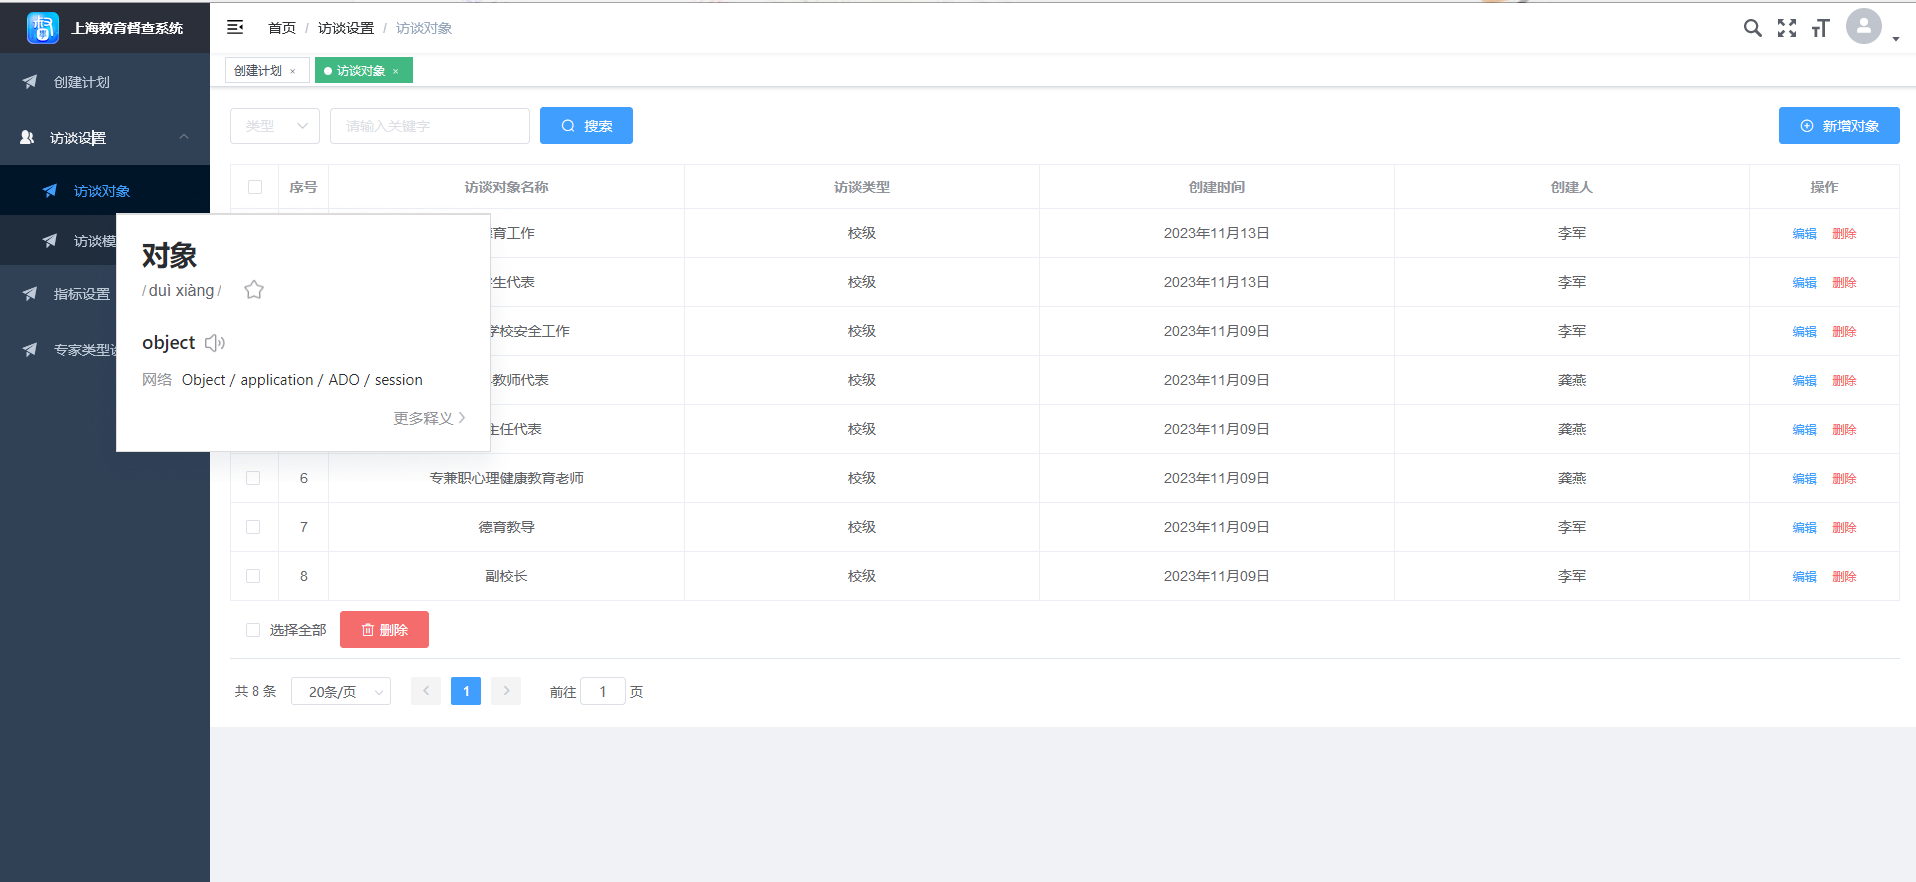 上海教育督查系统
首页 / 访谈设置 / 访谈对象
创建计划 ×
访谈对象 ×
创建计划
访谈设置
访谈对象
访谈模
指标设置
专家类型
类型
请输入关键字
搜索
新增对象
序号 访谈对象名称 访谈类型 创建时间 创建人 操作
育工作 校级 2023年11月13日 李军 编辑 删除
生代表 校级 2023年11月13日 李军 编辑 删除
学校安全工作 校级 2023年11月09日 李军 编辑 删除
教师代表 校级 2023年11月09日 龚燕 编辑 删除
主任代表 校级 2023年11月09日 龚燕 编辑 删除
6 专兼职心理健康教育老师 校级 2023年11月09日 龚燕 编辑 删除
7 德育教导 校级 2023年11月09日 李军 编辑 删除
8 副校长 校级 2023年11月09日 李军 编辑 删除
对象
/ duì xiàng /
object
网络 Object / application / ADO / session
更多释义
选择全部 删除
共 8 条 20条/页 1 前往 1 页